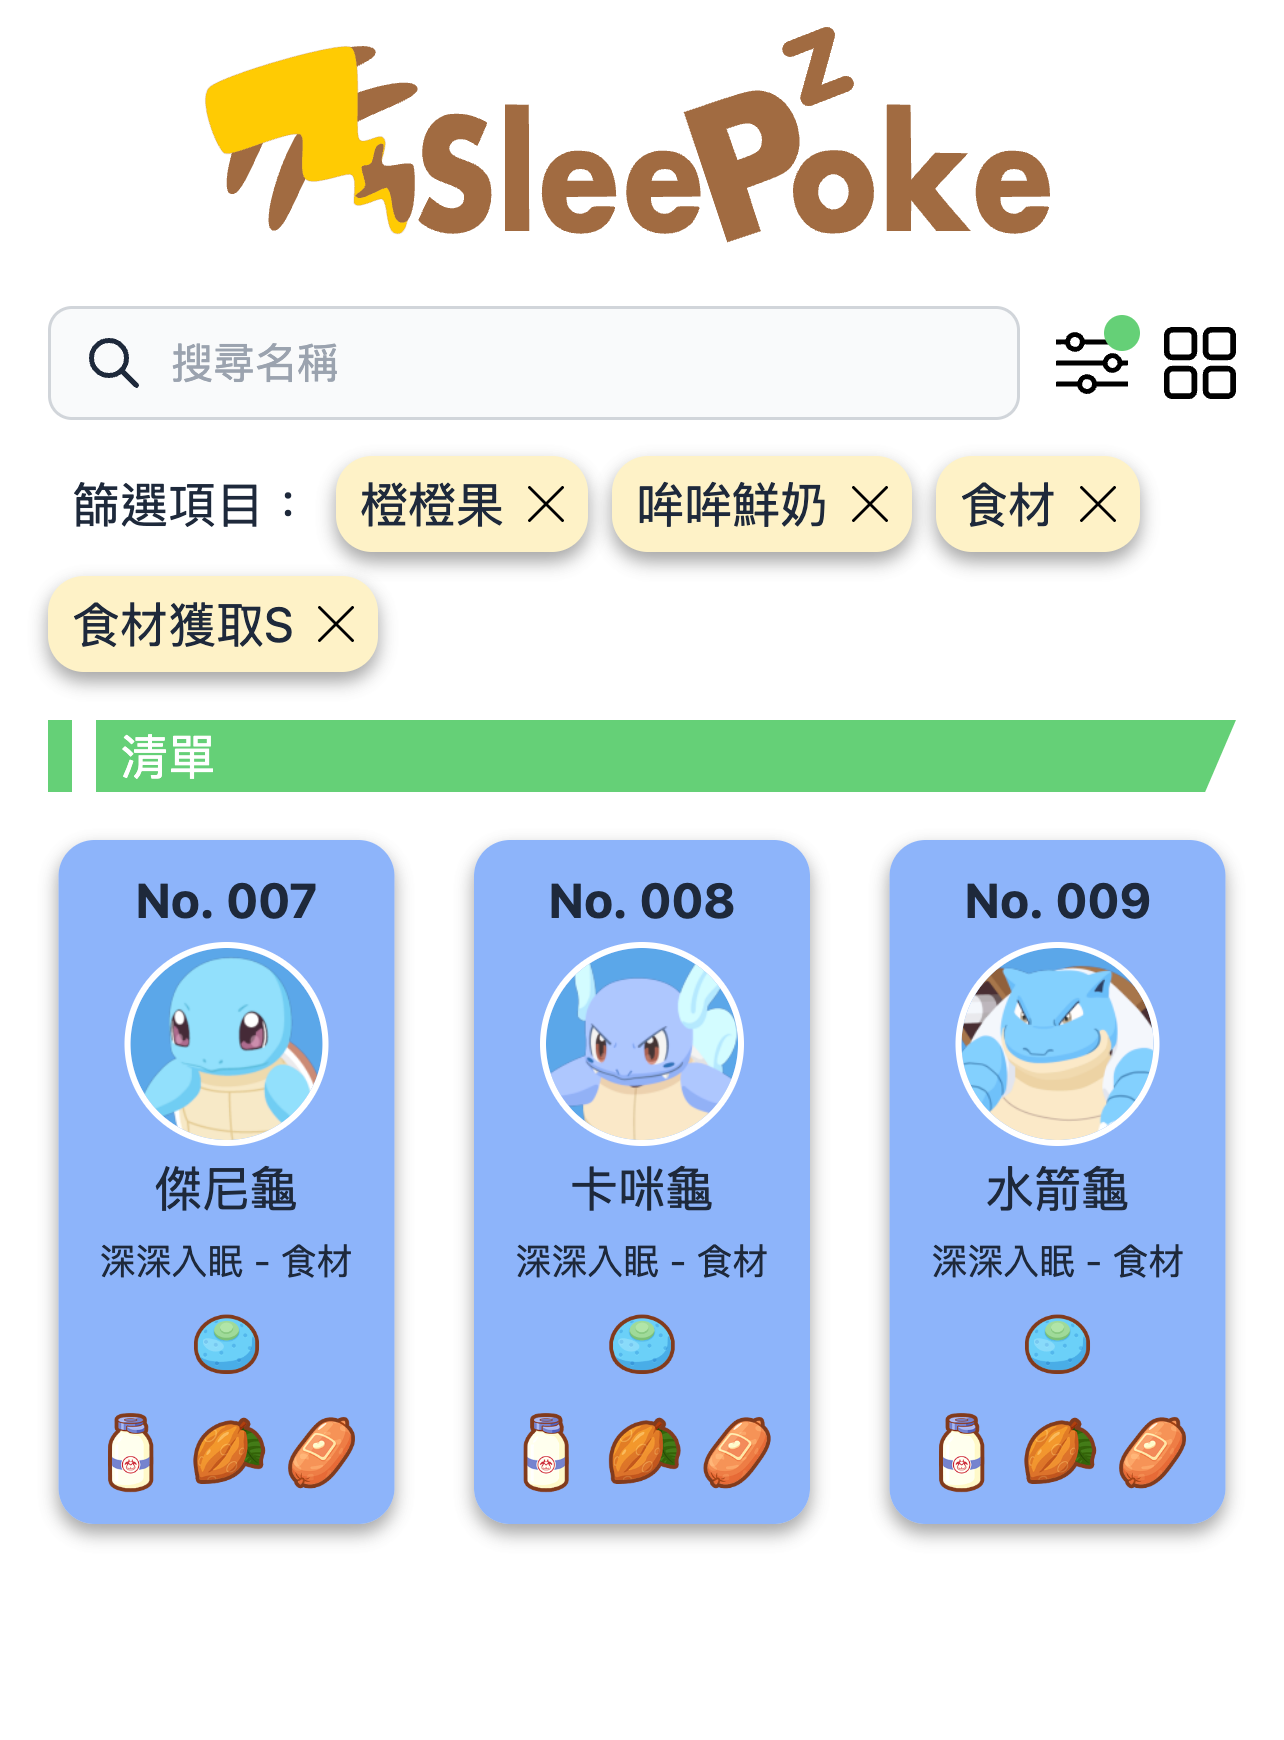 SleePoke
z
搜尋名稱
篩選項目：
橙橙果
哞哞鮮奶
食材
食材獲取S
清單
No. 007
傑尼龜
深深入眠 - 食材
No. 008
卡咪龜
深深入眠 - 食材
No. 009
水箭龜
深深入眠 - 食材